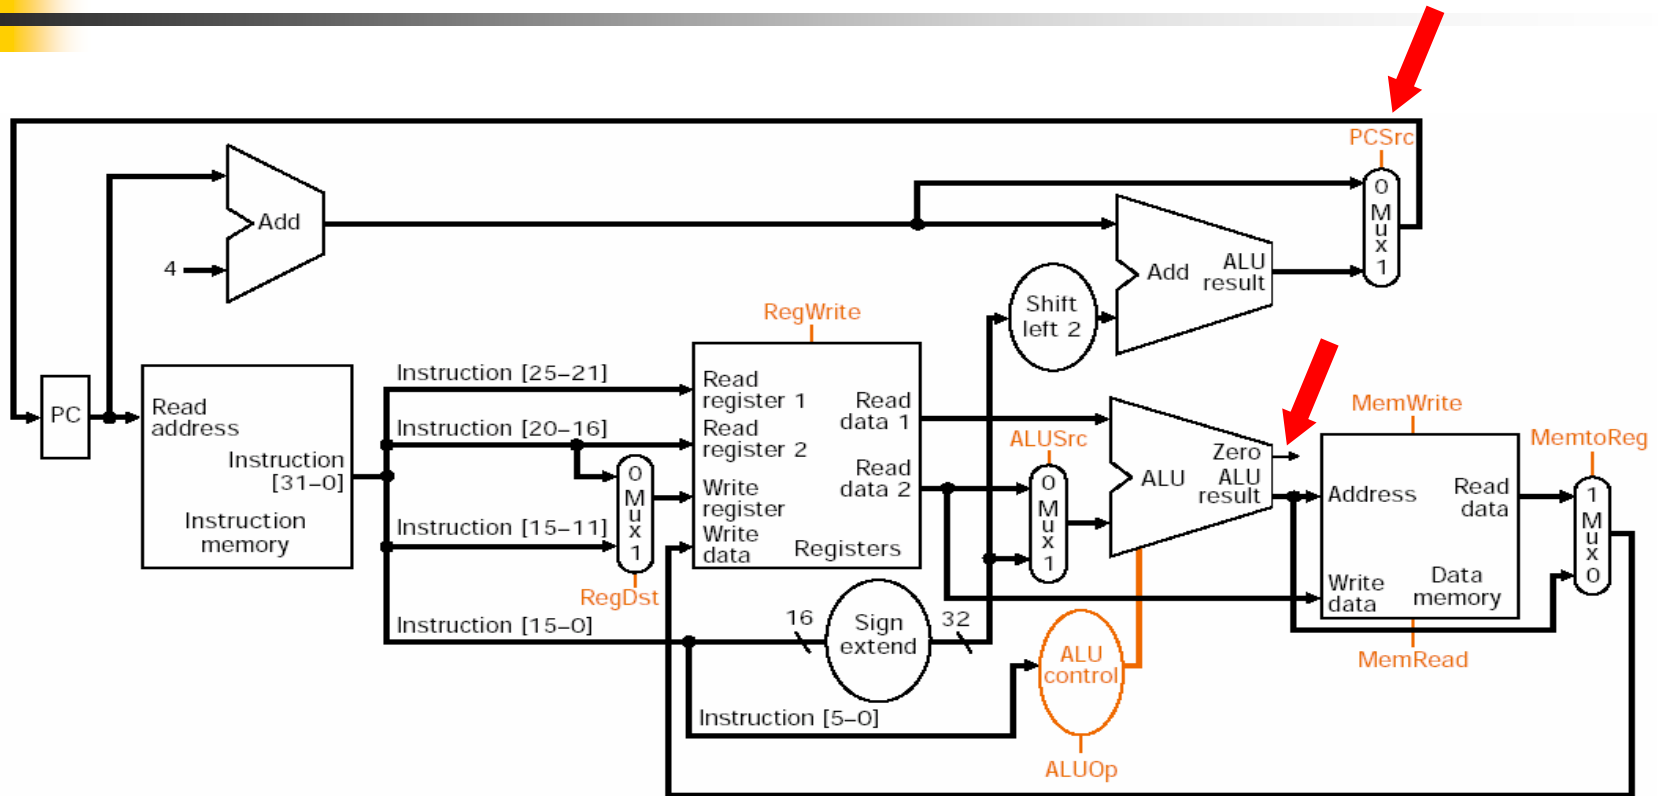 PCSrc
0
M
u
x
1
Add
4
Add
ALU
result
Shift
left 2
RegWrite
PC
Read
address
Instruction
[31–0]
Instruction
memory
Instruction [25–21]
Instruction [20–16]
Instruction [15–11]
Instruction [15–0]
Instruction [5–0]
0
M
u
x
1
RegDst
Read
register 1
Read
register 2
Write
register
Write
data
Read
data 1
Read
data 2
Registers
16
Sign
extend
32
ALUSrc
0
M
u
x
1
Zero
ALU
ALU
result
ALU
control
ALUOp
MemWrite
Address
Read
data
Write
data
Data
memory
MemRead
MemtoReg
1
M
u
x
0